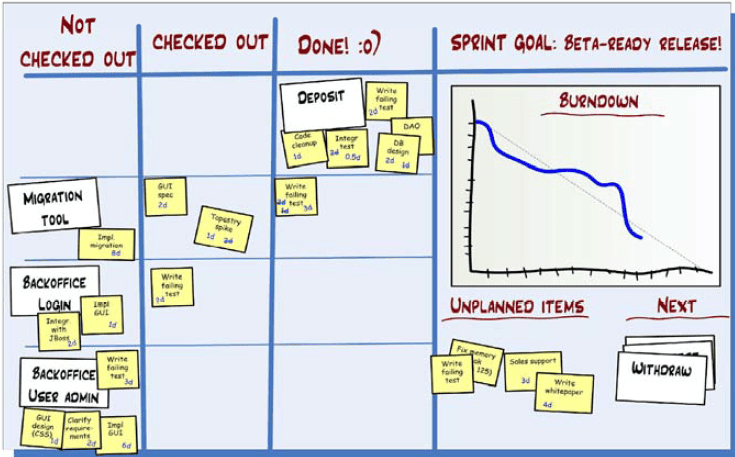 NOT
CHECKED OUT
CHECKED OUT
DONE! :o)
SPRINT GOAL: BETA-READY RELEASE!
DEPOSIT
Write
failing
test
2d
DAO
Code
cleanup
1d
Integr
test
2d
0.5d
DB
design
2d 1d
BURNDOWN
MIGRATION
TOOL
Impl.
migration
8d
GUI
spec
2d
Tapestry
spike
1d 2d
Write
failing
test
2d
1d 3d
BACKOFFICE
LOGIN
Integr
with
JBoss
2d
Impl
GUI
1d
Write
failing
test
2d
BACKOFFICE
USER ADMIN
Write
failing
test
3d
GUI
design
(CSS)
1d
Clarify
require-
ments
2d
Impl
GUI
6d
UNPLANNED ITEMS
NEXT
Fix memory
125)
Write
failing
test
Sales support
3d
Write
whitepaper
4d
WITHDRAW